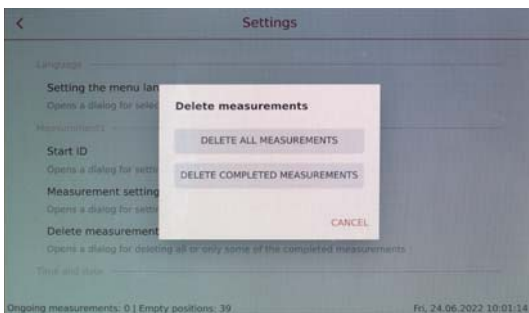 Settings
Language
Setting the menu lan
Opens a dialog for selec
Measurements
Start ID
Opens a dialog for setti
Measurement setting
Opens a dialog for setti
Delete measurement
Opens a dialog for deleting all or only some of the completed measurements
Time and date
Delete measurements
DELETE ALL MEASUREMENTS
DELETE COMPLETED MEASUREMENTS
CANCEL
Ongoing measurements: 0 | Empty positions: 39
Fri, 24.06.2022 10:01:14